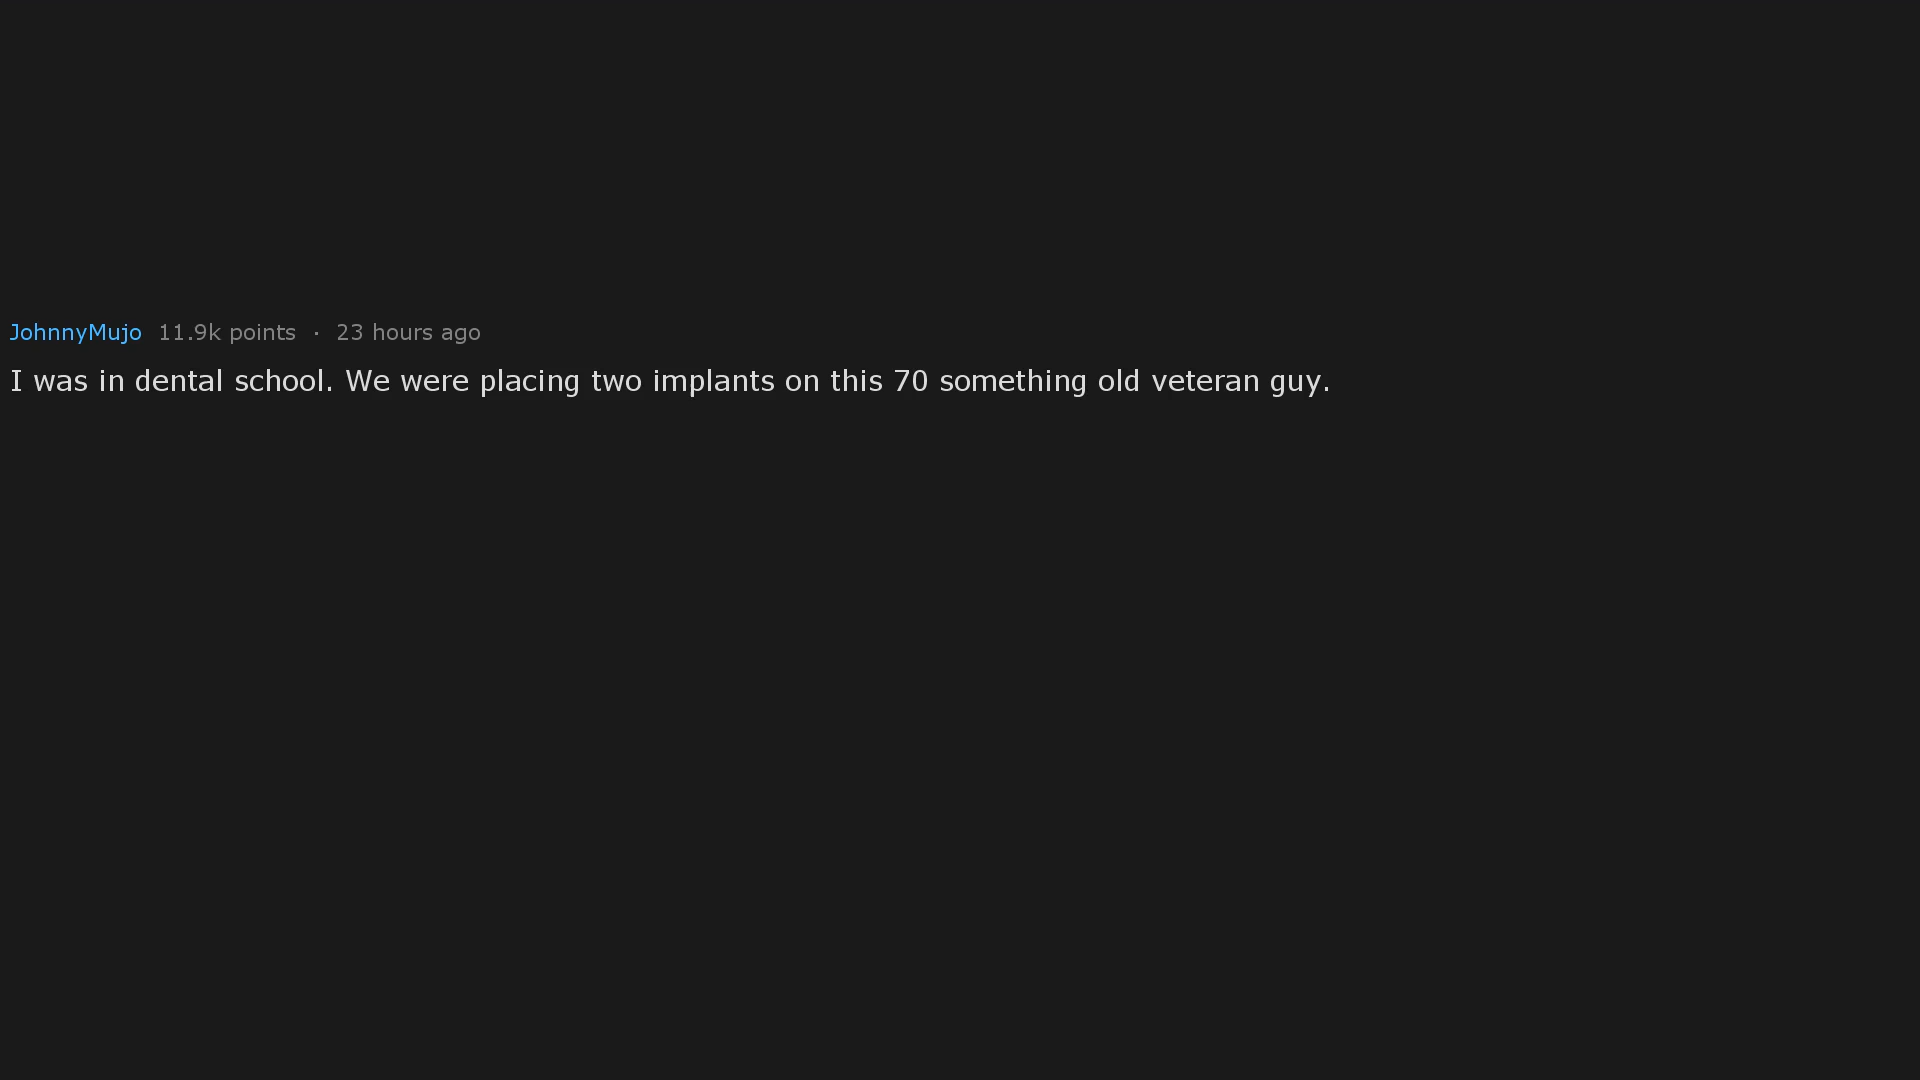 JohnnyMujo 11.9k points · 23 hours ago
I was in dental school. We were placing two implants on this 70 something old veteran guy.